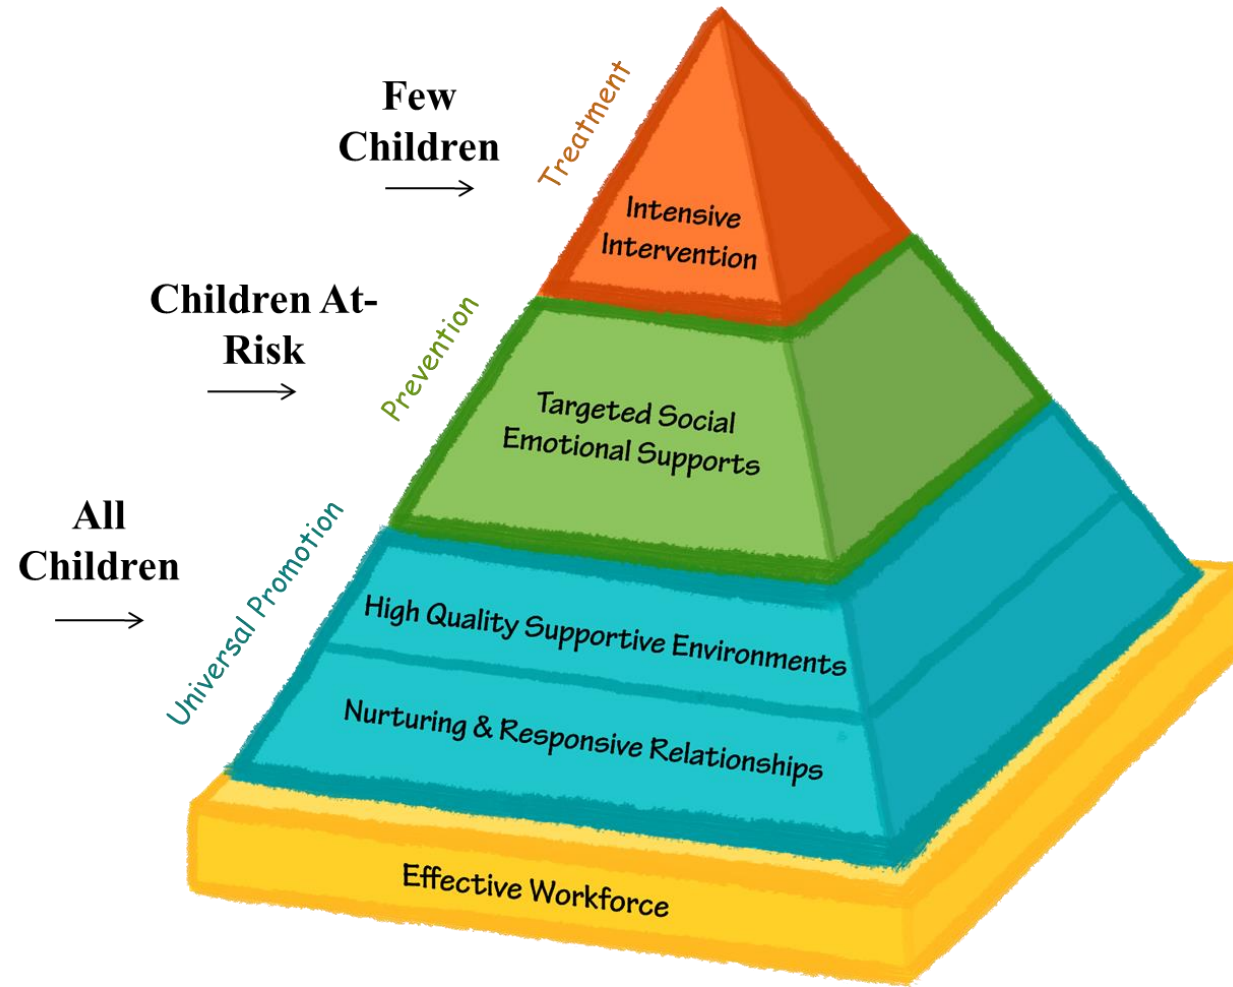 Few
Children
Treatment
Intensive
Intervention
Children At-
Risk
Prevention
Targeted Social
Emotional Supports
All
Children
Universal Promotion
High Quality Supportive Environments
Nurturing & Responsive Relationships
Effective Workforce